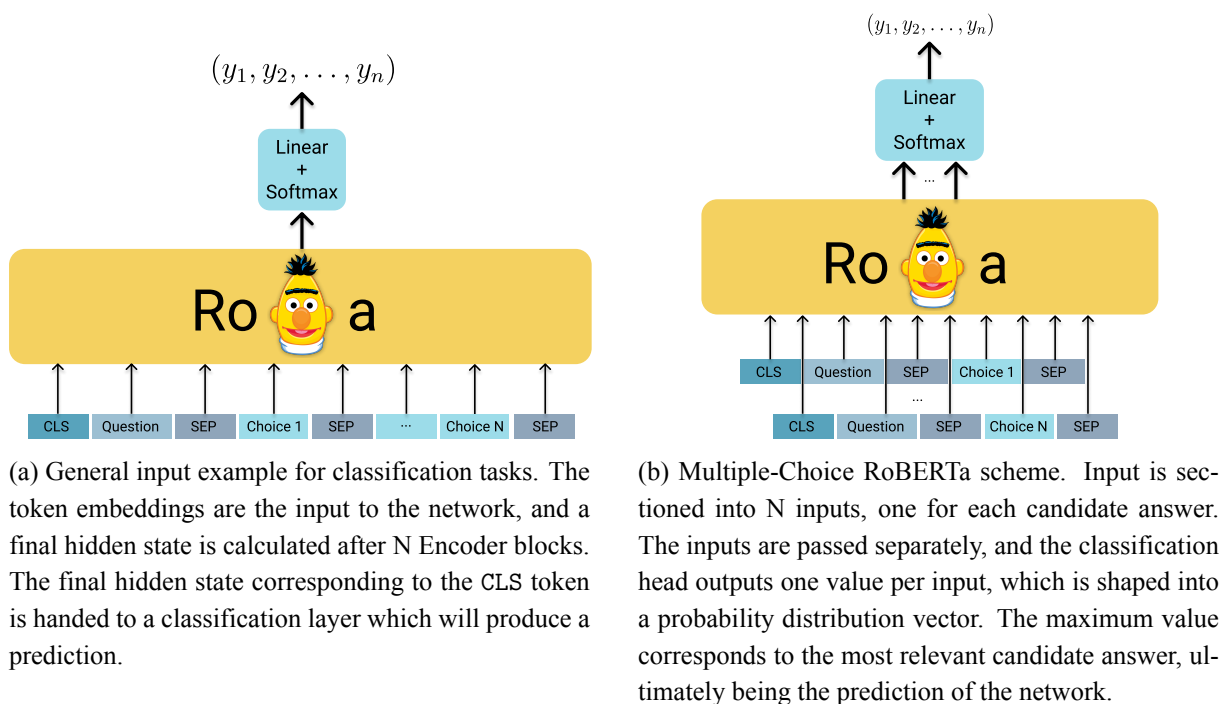 (y₁, y₂, . . . , yₙ)
Linear
+
Softmax
Ro a
CLS Question SEP Choice 1 SEP ... Choice N SEP
(a) General input example for classification tasks. The
token embeddings are the input to the network, and a
final hidden state is calculated after N Encoder blocks.
The final hidden state corresponding to the CLS token
is handed to a classification layer which will produce a
prediction.
(y₁, y₂, . . . , yₙ)
Linear
+
Softmax
...
Ro a
CLS Question SEP Choice 1 SEP
...
CLS Question SEP Choice N SEP
(b) Multiple-Choice RoBERTa scheme. Input is sec-
tioned into N inputs, one for each candidate answer.
The inputs are passed separately, and the classification
head outputs one value per input, which is shaped into
a probability distribution vector. The maximum value
corresponds to the most relevant candidate answer, ul-
timately being the prediction of the network.